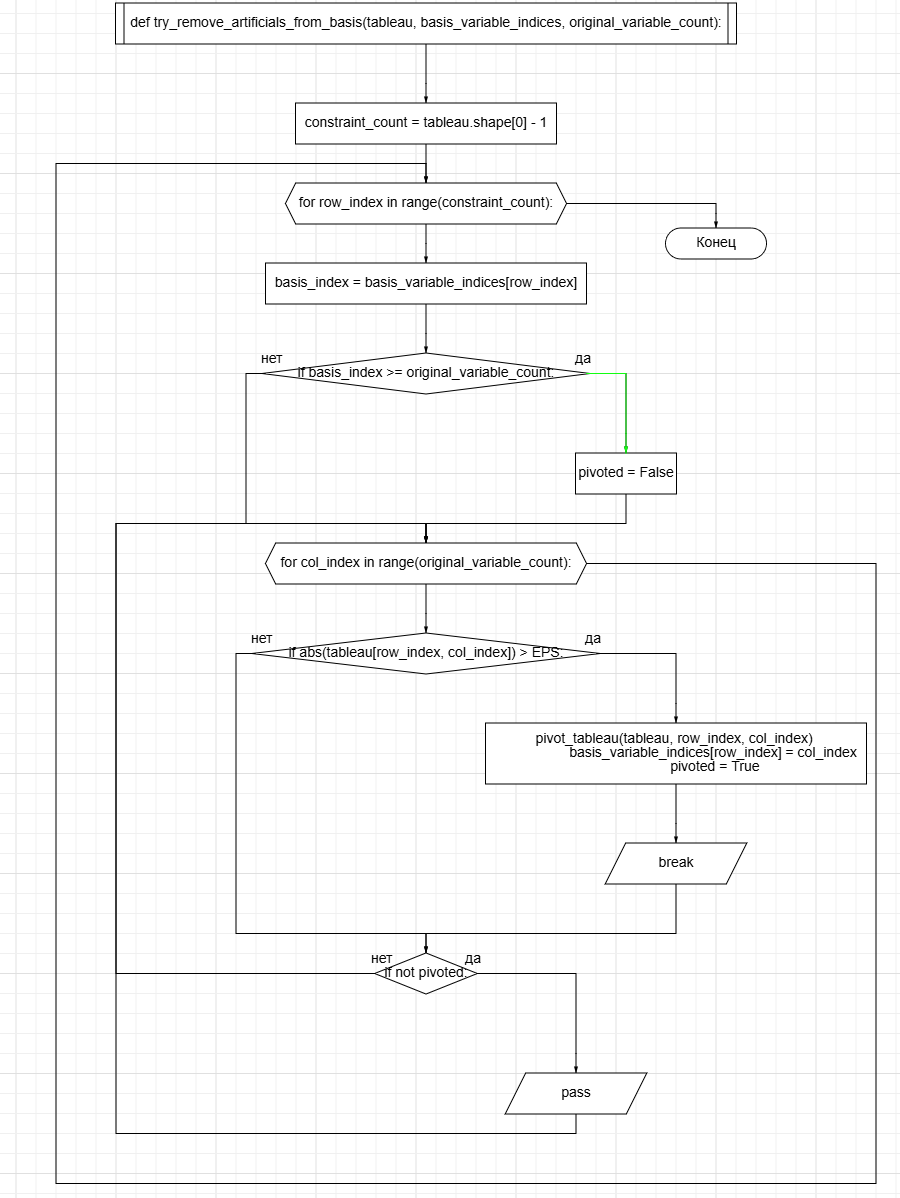 def try_remove_artificials_from_basis(tableau, basis_variable_indices, original_variable_count):
constraint_count = tableau.shape[0] - 1
for row_index in range(constraint_count):
Конец
basis_index = basis_variable_indices[row_index]
нет
да
if basis_index >= original_variable_count:
pivoted = False
for col_index in range(original_variable_count):
нет
да
if abs(tableau[row_index, col_index]) > EPS:
pivot_tableau(tableau, row_index, col_index)
basis_variable_indices[row_index] = col_index
pivoted = True
break
нет
да
if not pivoted:
pass